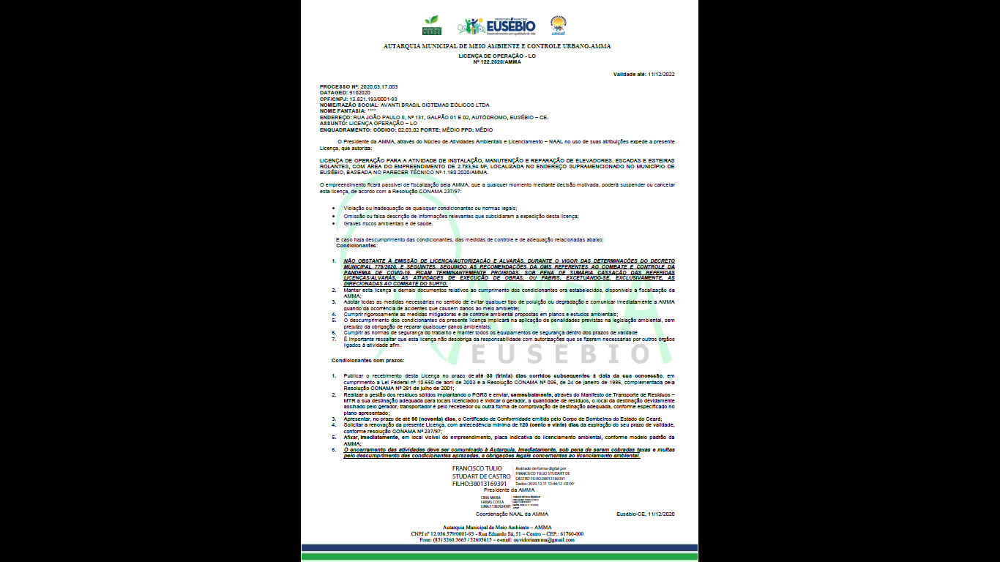 MUNICÍPIO
VERDE
PREFEITURA MUNICIPAL
EUSÉBIO
Desenvolvimento com qualidade de vida
unicef
AUTARQUIA MUNICIPAL DE MEIO AMBIENTE E CONTROLE URBANO-AMMA
LICENÇA DE OPERAÇÃO - LO
Nº 122.2020/AMMA
Validade até: 11/12/2022
PROCESSO Nº: 2020.03.17.003
DATAGED: 9102020
CPF/CNPJ: 13.821.193/0001-93
NOME/RAZÃO SOCIAL: AVANTI BRASIL SISTEMAS EÓLICOS LTDA
NOME FANTASIA: ****
ENDEREÇO: RUA JOÃO PAULO II, Nº 131, GALPÃO 01 E 02, AUTÓDROMO, EUSÉBIO – CE.
ASSUNTO: LICENÇA OPERAÇÃO – LO
ENQUADRAMENTO: CÓDIGO: 02.03.02 PORTE: MÉDIO PPD: MÉDIO
O Presidente da AMMA, através do Núcleo de Atividades Ambientais e Licenciamento – NAAL no uso de suas atribuições expede a presente
Licença, que autoriza:
LICENÇA DE OPERAÇÃO PARA A ATIVIDADE DE INSTALAÇÃO, MANUTENÇÃO E REPARAÇÃO DE ELEVADORES, ESCADAS E ESTEIRAS
ROLANTES, COM ÁREA DO EMPREENDIMENTO DE 2.783,94 M², LOCALIZADA NO ENDEREÇO SUPRAMENCIONADO NO MUNICÍPIO DE
EUSÉBIO, BASEADA NO PARECER TÉCNICO Nº 1.180.2020/AMMA.
O empreendimento ficará passível de fiscalização pela AMMA, que a qualquer momento mediante decisão motivada, poderá suspender ou cancelar
esta licença, de acordo com a Resolução CONAMA 237/97:
• Violação ou inadequação de quaisquer condicionantes ou normas legais;
• Omissão ou falsa descrição de informações relevantes que subsidiaram a expedição desta licença;
• Graves riscos ambientais e de saúde.
E caso haja descumprimento das condicionantes, das medidas de controle e de adequação relacionadas abaixo:
Condicionantes:
1. NÃO OBSTANTE À EMISSÃO DE LICENÇA/AUTORIZAÇÃO E ALVARÁS, DURANTE O VIGOR DAS DETERMINAÇÕES DO DECRETO
MUNICIPAL 779/2020, E SEGUINTES, SEGUINDO AS RECOMENDAÇÕES DA OMS REFERENTES AO COMBATE E CONTROLE DA
PANDEMIA DE COVID-19, FICAM TERMINANTEMENTE PROIBIDAS, SOB PENA DE SUMÁRIA CASSAÇÃO DAS REFERIDAS
LICENÇAS/ALVARÁS, AS ATIVIDADES DE EXECUÇÃO DE OBRAS, OU FABRIS, EXCETUANDO-SE, EXCLUSIVAMENTE, AS
DIRECIONADAS AO COMBATE DO SURTO.
2. Manter esta licença e demais documentos relativos ao cumprimento dos condicionantes ora estabelecidos, disponíveis a fiscalização da
AMMA;
3. Adotar todas as medidas necessárias no sentido de evitar qualquer tipo de poluição ou degradação e comunicar imediatamente a AMMA
quando da ocorrência de acidentes que causem danos ao meio ambiente;
4. Cumprir rigorosamente as medidas mitigadoras e de controle ambiental propostas em planos e estudos ambientais;
5. O descumprimento dos condicionantes da presente licença implicará na aplicação de penalidades previstas na legislação ambiental, sem
prejuízo da obrigação de reparar quaisquer danos ambientais;
6. Cumprir as normas de segurança do trabalho e manter todos os equipamentos de segurança dentro dos prazos de validade
7. É importante ressaltar que esta licença não desobriga da responsabilidade com autorizações que se fizerem necessárias por outros órgãos
ligados à atividade afim.
AMMA
EUSÉBIO
Condicionantes com prazos:
1. Publicar o recebimento desta Licença no prazo de até 30 (trinta) dias corridos subsequentes à data da sua concessão, em
cumprimento a Lei Federal nº 10.650 de abril de 2003 e a Resolução CONAMA Nº 006, de 24 de janeiro de 1986, complementada pela
Resolução CONAMA Nº 281 de julho de 2001;
2. Realizar a gestão dos resíduos sólidos implantando o PGRS e enviar, semestralmente, através do Manifesto de Transporte de Resíduos –
MTR a sua destinação adequada para locais licenciados e indicar o gerador, a quantidade de resíduos, o local da destinação devidamente
assinado pelo gerador, transportador e pelo recebedor ou outra forma de comprovação de destinação adequada, conforme especificado no
plano apresentado;
3. Apresentar, no prazo de até 90 (noventa) dias, o Certificado de Conformidade emitido pelo Corpo de Bombeiros do Estado do Ceará;
4. Solicitar a renovação da presente Licença, com antecedência mínima de 120 (cento e vinte) dias da expiração do seu prazo de validade,
conforme resolução CONAMA Nº 237/97;
5. Afixar, imediatamente, em local visível do empreendimento, placa indicativa do licenciamento ambiental, conforme modelo padrão da
AMMA;
6. O encerramento das atividades deve ser comunicado à Autarquia, imediatamente, sob pena de serem cobradas taxas e multas
pelo descumprimento das condicionantes aprazadas, e obrigações legais concernentes ao licenciamento ambiental.
FRANCISCO TULIO
STUDART DE CASTRO
FILHO:38013169391
Assinado de forma digital por
FRANCISCO TULIO STUDART DE
CASTRO FILHO:38013169391
Dados: 2020.12.11 13:44:12 -03'00'
Presidente da AMMA
CIRIA MARIA
FARIAS COSTA
LIMA:11392924391
Coordenação NAAL da AMMA
Eusébio-CE, 11/12/2020
Autarquia Municipal de Meio Ambiente – AMMA
CNPJ nº 12.056.579/0001-93 - Rua Eduardo Sá, 51 – Centro – CEP.: 61760-000
Fone: (85) 3260.3663 / 32603615 – e-mail: ouvidoriaamma@gmail.com